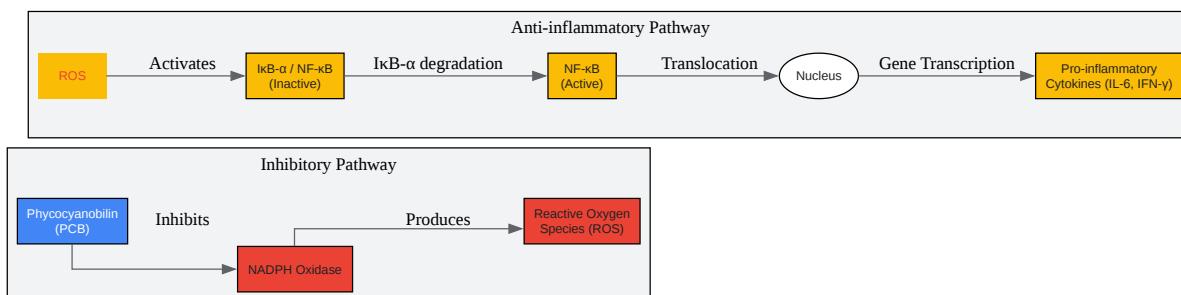 Anti-inflammatory Pathway
ROS
Activates
IκB-α / NF-κB
(Inactive)
IκB-α degradation
NF-κB
(Active)
Translocation
Nucleus
Gene Transcription
Pro-inflammatory
Cytokines (IL-6, IFN-γ)
Inhibitory Pathway
Phycocyanobilin
(PCB)
Inhibits
NADPH Oxidase
Produces
Reactive Oxygen
Species (ROS)